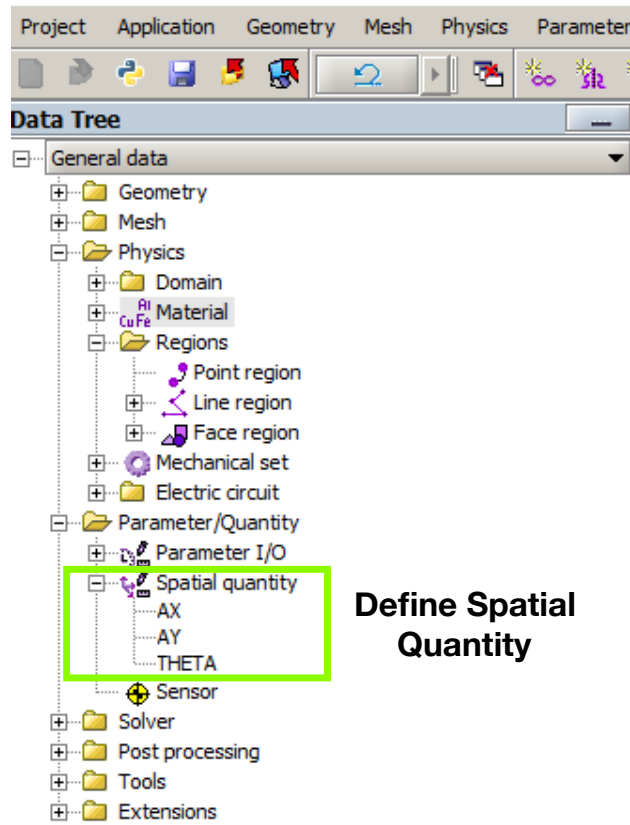 Project Application Geometry Mesh Physics Parameter
Data Tree
General data
Geometry
Mesh
Physics
Domain
Al
CuFe Material
Regions
Point region
Line region
Face region
Mechanical set
Electric circuit
Parameter/Quantity
Parameter I/O
Spatial quantity
AX
AY
THETA
Sensor
Solver
Post processing
Tools
Extensions
Define Spatial
Quantity